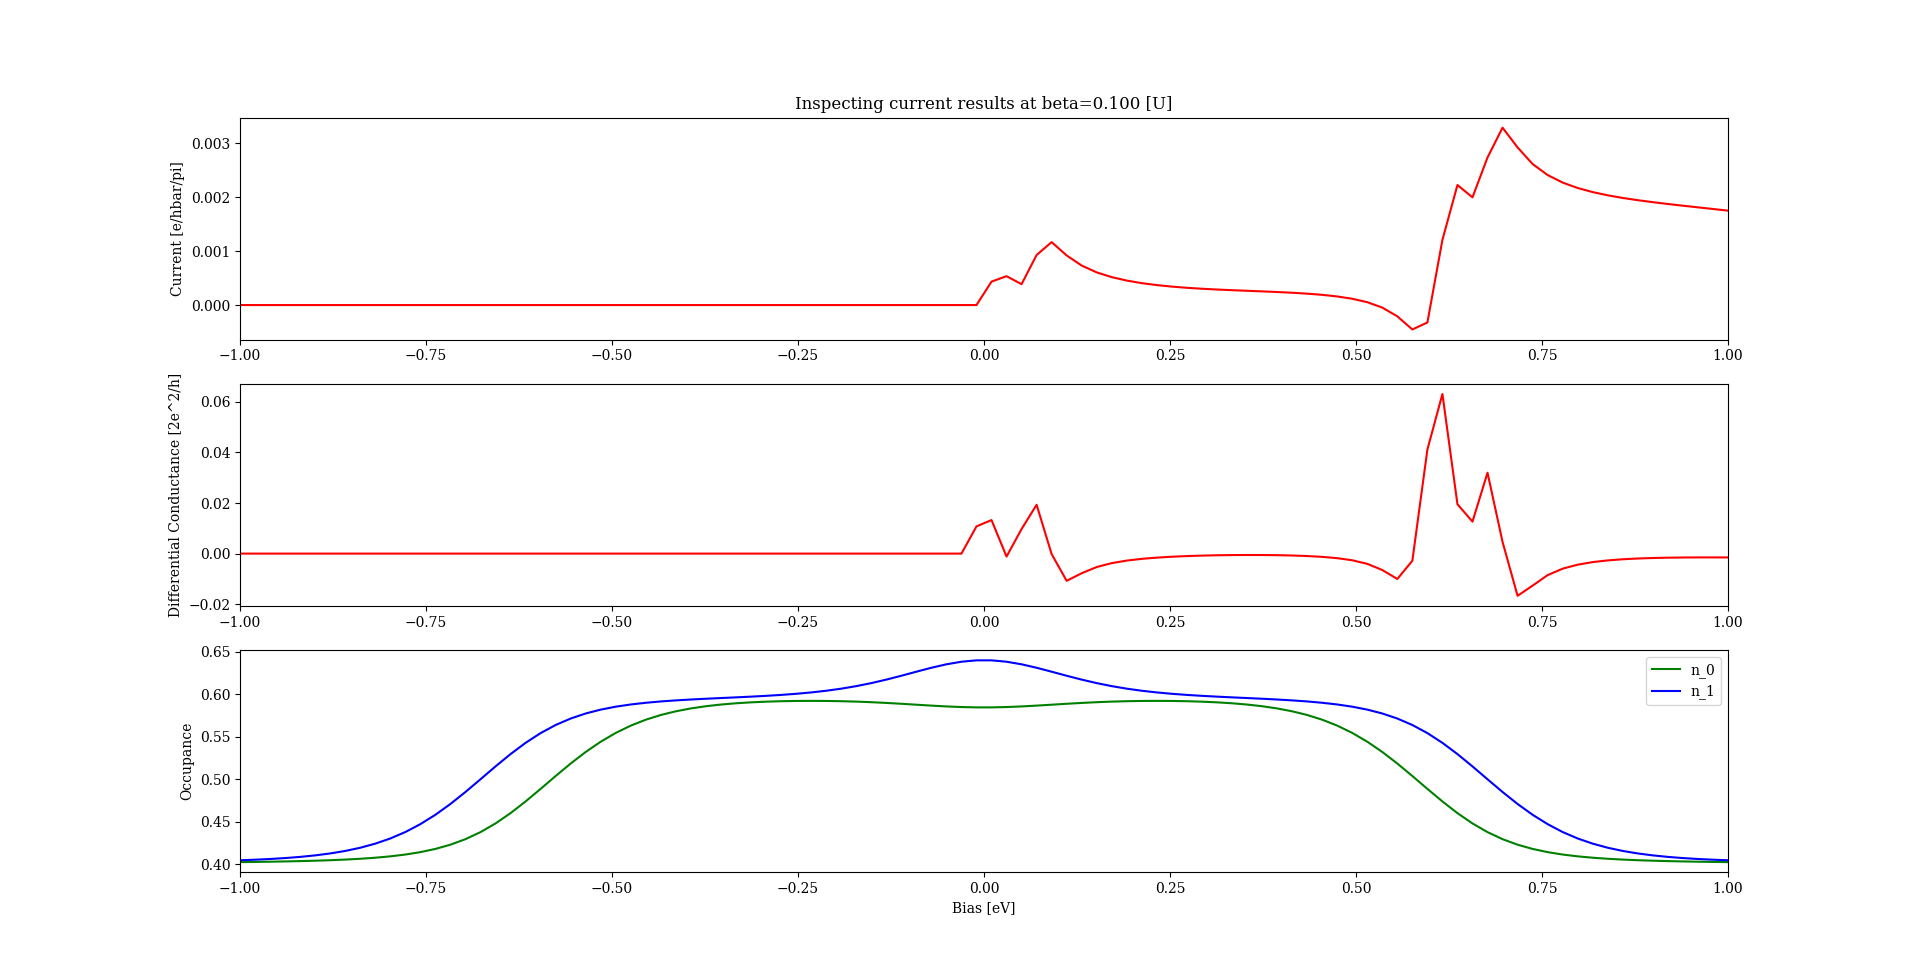 Inspecting current results at beta=0.100 [U]
Current [e/hbar/pi]
0.003
0.002
0.001
0.000
−1.00 −0.75 −0.50 −0.25 0.00 0.25 0.50 0.75 1.00
Differential Conductance [2e^2/h]
0.06
0.04
0.02
0.00
−0.02
−1.00 −0.75 −0.50 −0.25 0.00 0.25 0.50 0.75 1.00
Occupance
0.65
0.60
0.55
0.50
0.45
0.40
n_0
n_1
−1.00 −0.75 −0.50 −0.25 0.00 0.25 0.50 0.75 1.00
Bias [eV]